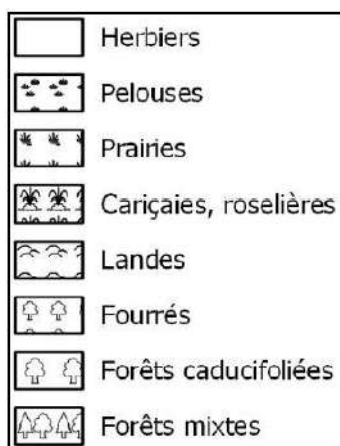 Herbiers
Pelouses
Prairies
Cariçaies, roselières
Landes
Fourrés
Forêts caducifoliées
Forêts mixtes